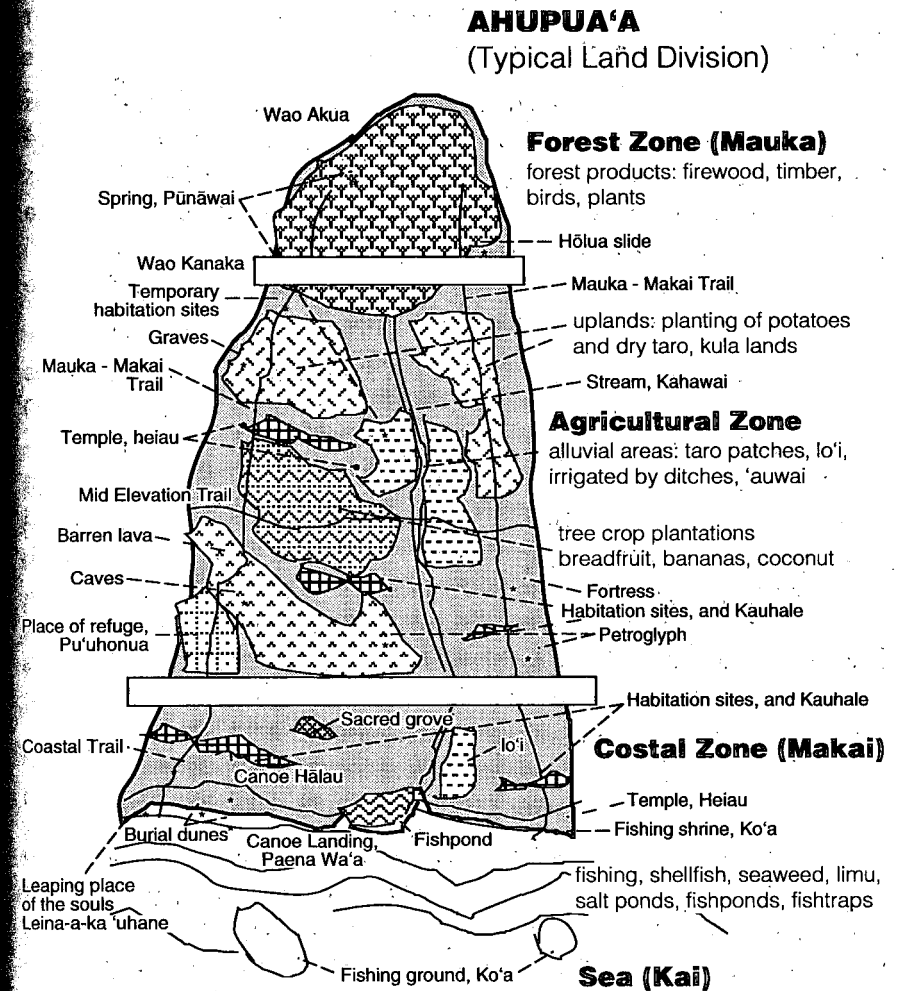 AHUPUA‘A
(Typical Land Division)
Wao Akua
Forest Zone (Mauka)
forest products: firewood, timber,
birds, plants
Spring, Pūnāwai
Hōlua slide
Wao Kanaka
Mauka - Makai Trail
Temporary
habitation sites
uplands: planting of potatoes
and dry taro, kula lands
Graves
Mauka - Makai
Trail
Stream, Kahawai
Agricultural Zone
Temple, heiau
alluvial areas: taro patches, lo‘i,
irrigated by ditches, ‘auwai
Mid Elevation Trail
Barren lava
tree crop plantations
breadfruit, bananas, coconut
Caves
Fortress
Habitation sites, and Kauhale
Place of refuge,
Pu‘uhonua
Petroglyph
Habitation sites, and Kauhale
Sacred grove
Coastal Trail
lo‘i
Costal Zone (Makai)
Canoe Hālau
Temple, Heiau
Burial dunes
Canoe Landing,
Paena Wa‘a
Fishpond
Fishing shrine, Ko‘a
Leaping place
of the souls
Leina-a-ka ‘uhane
fishing, shellfish, seaweed, limu,
salt ponds, fishponds, fishtraps
Fishing ground, Ko‘a
Sea (Kai)